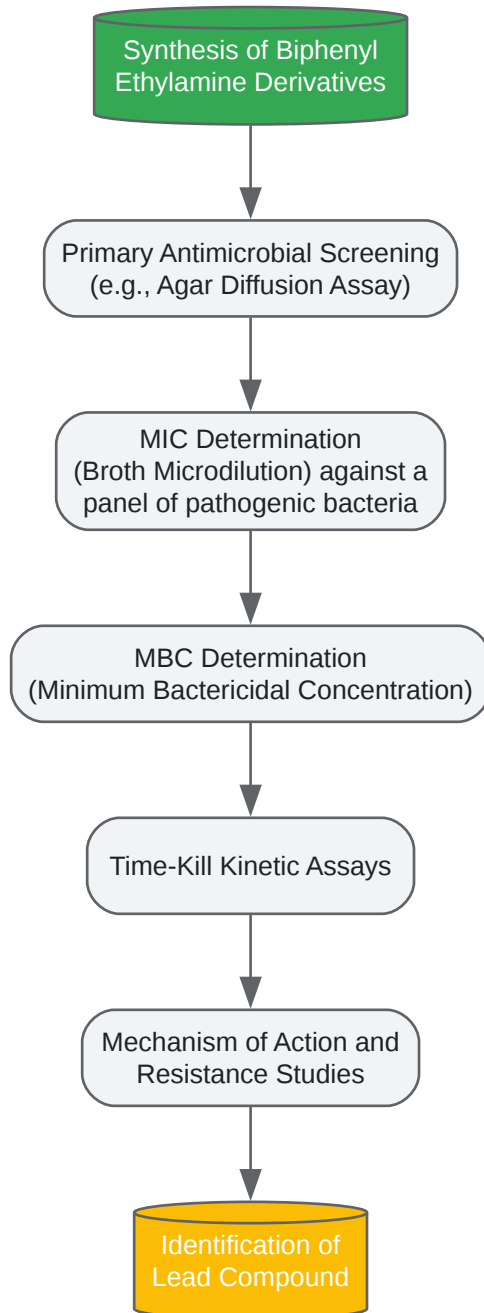 Synthesis of Biphenyl
Ethylamine Derivatives
Primary Antimicrobial Screening
(e.g., Agar Diffusion Assay)
MIC Determination
(Broth Microdilution) against a
panel of pathogenic bacteria
MBC Determination
(Minimum Bactericidal Concentration)
Time-Kill Kinetic Assays
Mechanism of Action and
Resistance Studies
Identification of
Lead Compound